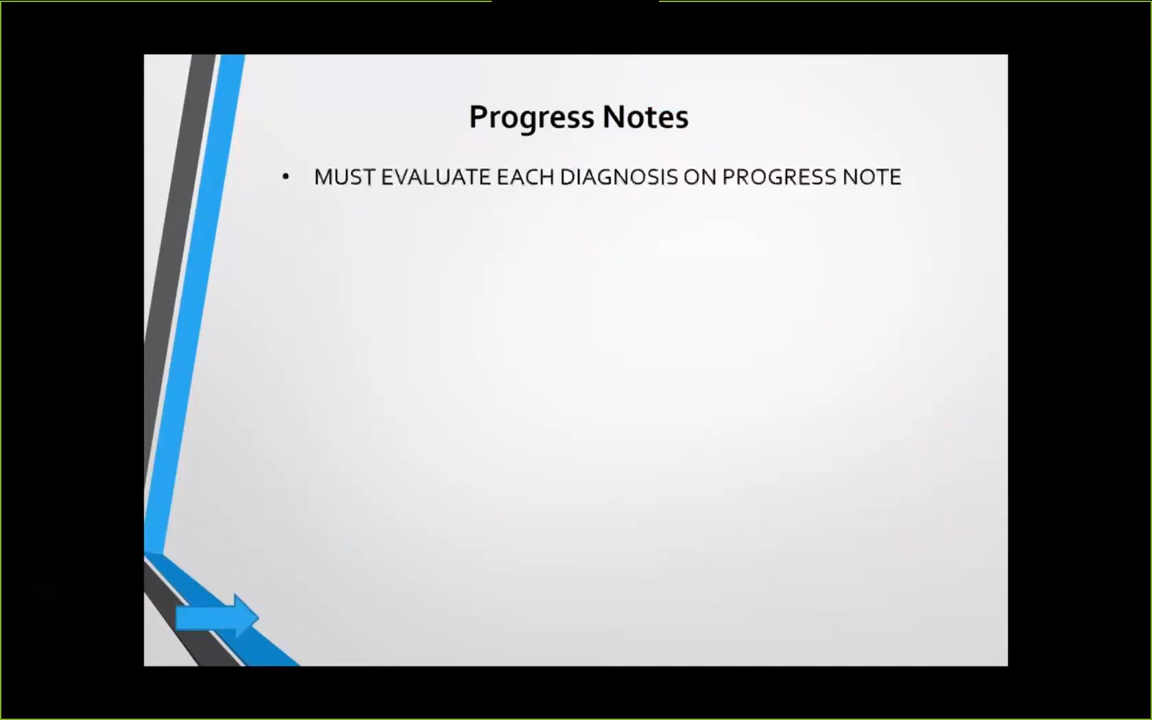 Progress Notes
• MUST EVALUATE EACH DIAGNOSIS ON PROGRESS NOTE